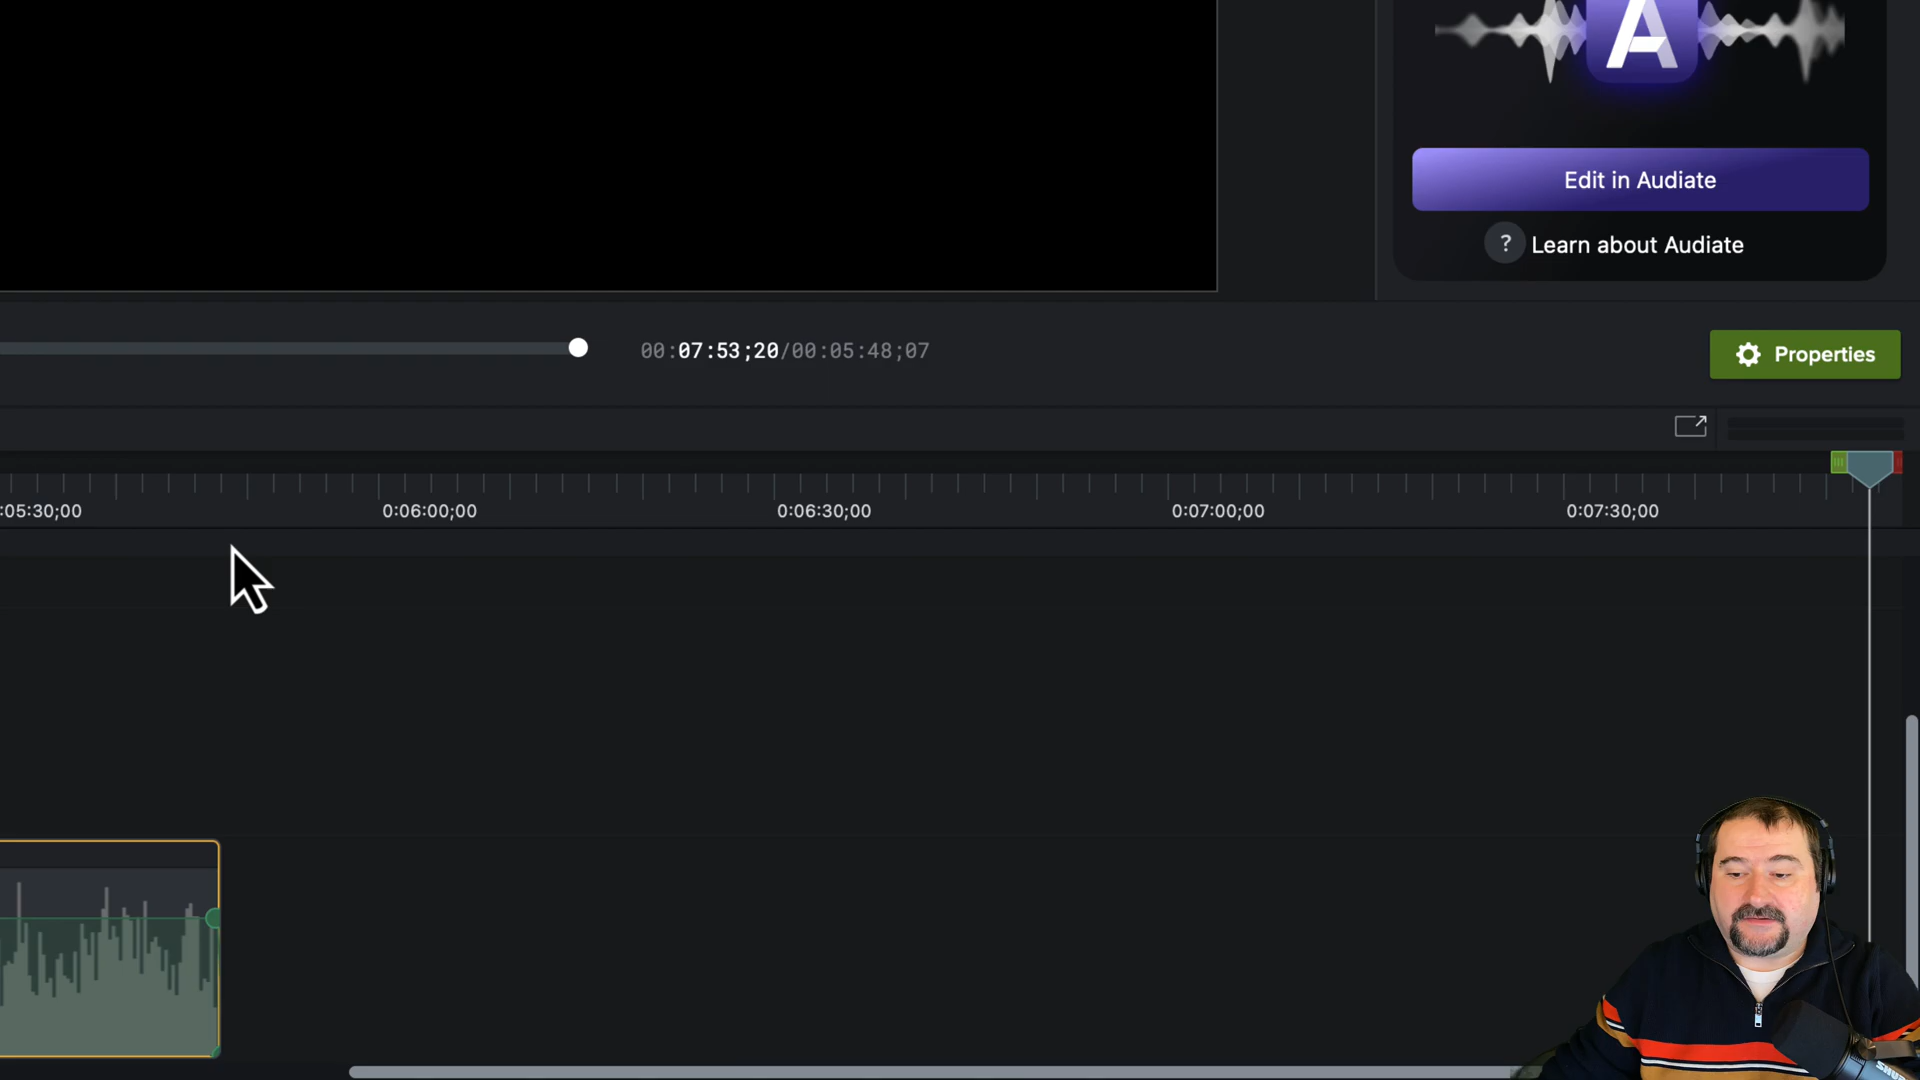 Edit in Audiate
? Learn about Audiate
00:07:53;20/00:05:48;07
Properties
:05:30;00
0:06:00;00
0:06:30;00
0:07:00;00
0:07:30;00